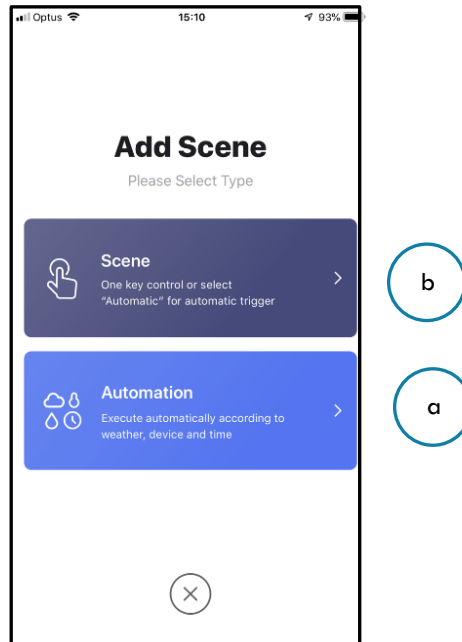 Optus 15:10 93%
Add Scene
Please Select Type
Scene
One key control or select
“Automatic” for automatic trigger
b
Automation
Execute automatically according to
weather, device and time
a